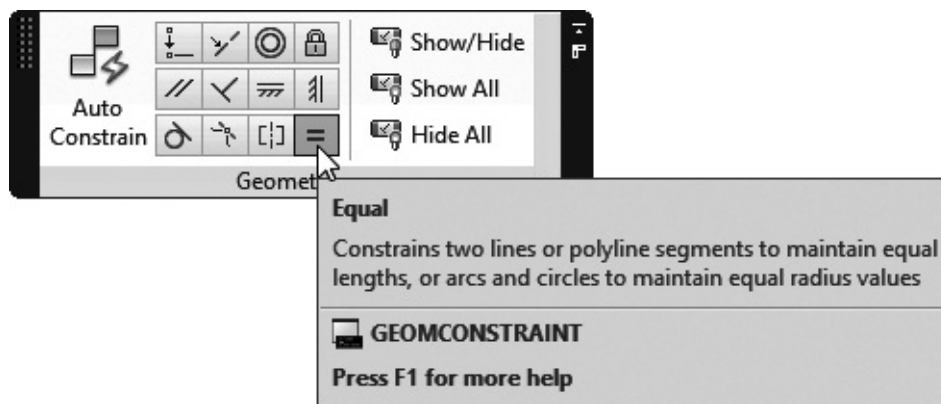 Auto
Constrain
Show/Hide
Show All
Hide All
Geomet
Equal
Constrains two lines or polyline segments to maintain equal
lengths, or arcs and circles to maintain equal radius values
GEOMCONSTRAINT
Press F1 for more help